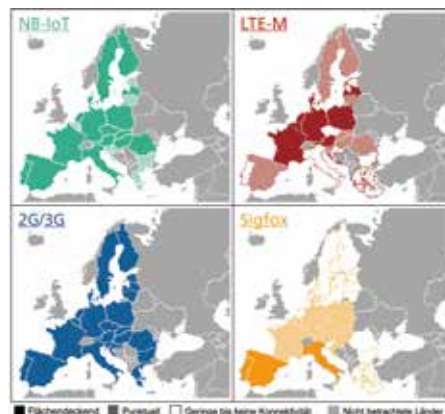 NB-IoT
LTE-M
2G/3G
Sigfox
Flächendeckend Punktuell Geringe bis keine Konnektivität Nicht betrachtete Länder